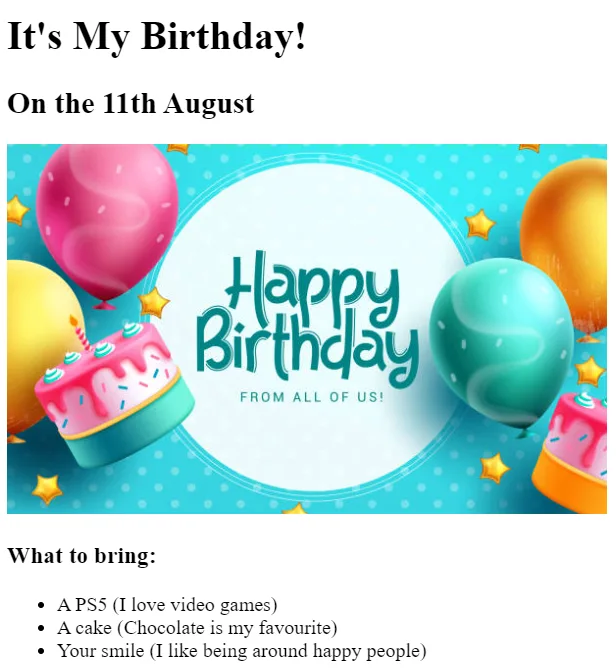 It's My Birthday!
On the 11th August
Happy
Birthday
FROM ALL OF US!
What to bring:
• A PS5 (I love video games)
• A cake (Chocolate is my favourite)
• Your smile (I like being around happy people)